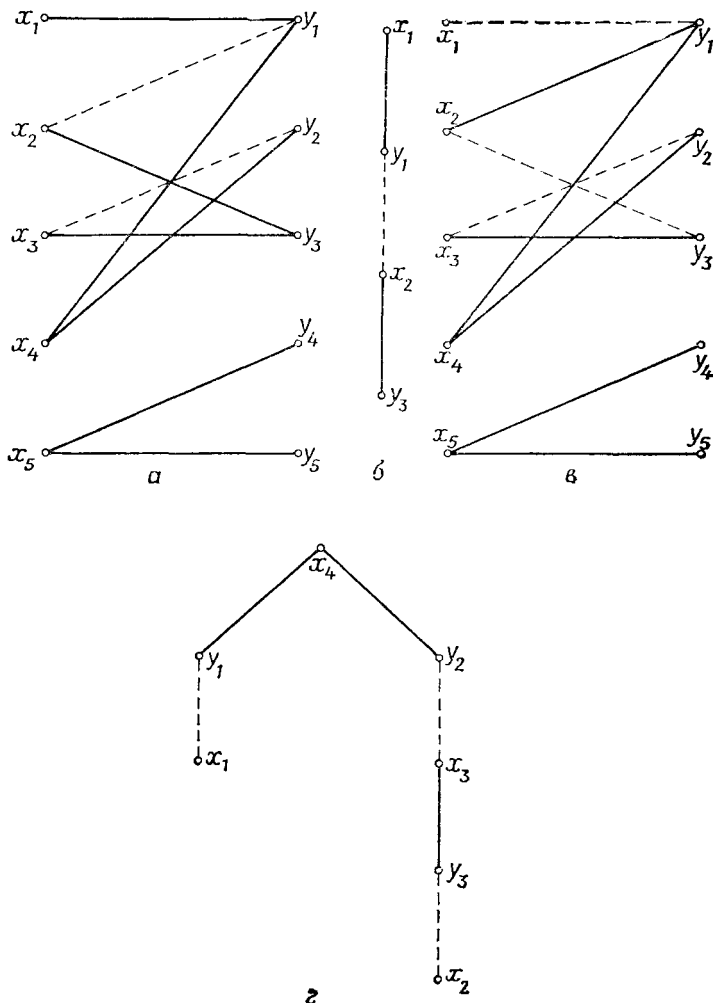 x₁ y₁
x₂ y₂
x₃ y₃
x₄ y₄
x₅ y₅
а
x₁
y₁
x₂
y₃
б
x₁ y₁
x₂ y₂
x₃ y₃
x₄ y₄
x₅ y₅
в
x₄
y₁ y₂
x₁ x₃
y₃
x₂
г